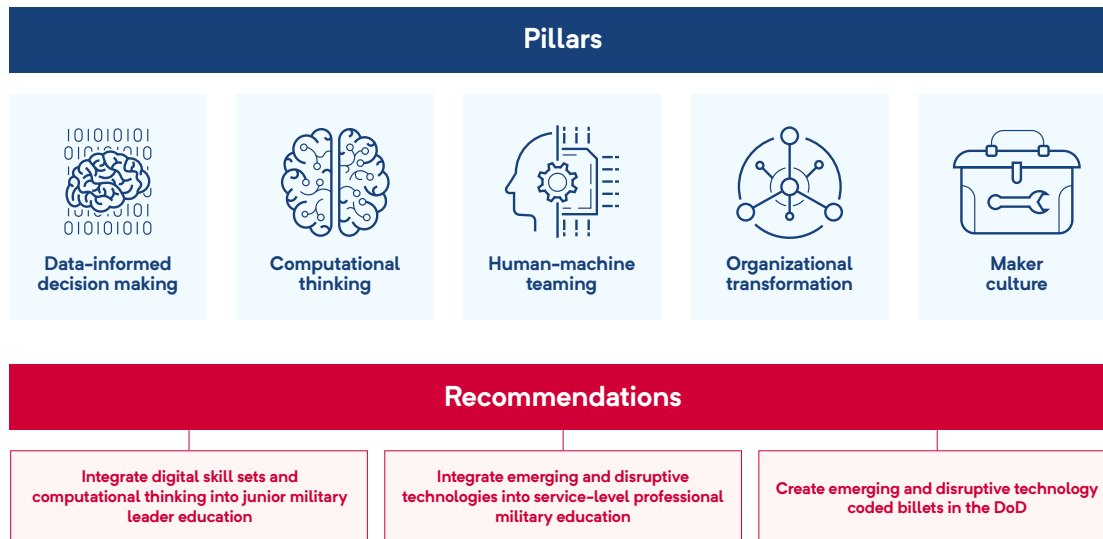 Pillars
101010101
Data-informed
decision making
Computational
thinking
Human-machine
teaming
Organizational
transformation
Maker
culture
Recommendations
Integrate digital skill sets and
computational thinking into junior military
leader education
Integrate emerging and disruptive
technologies into service-level professional
military education
Create emerging and disruptive technology
coded billets in the DoD